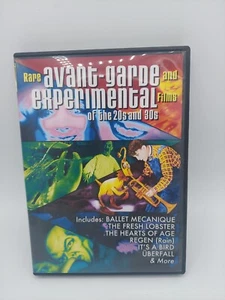 Rare avant-garde and
experimental Films
of the 20s and 30s
Includes: BALLET MECANIQUE
THE FRESH LOBSTER
THE HEARTS OF AGE
REGEN (Rain)
IT'S A BIRD
ÜBERFALL
& More